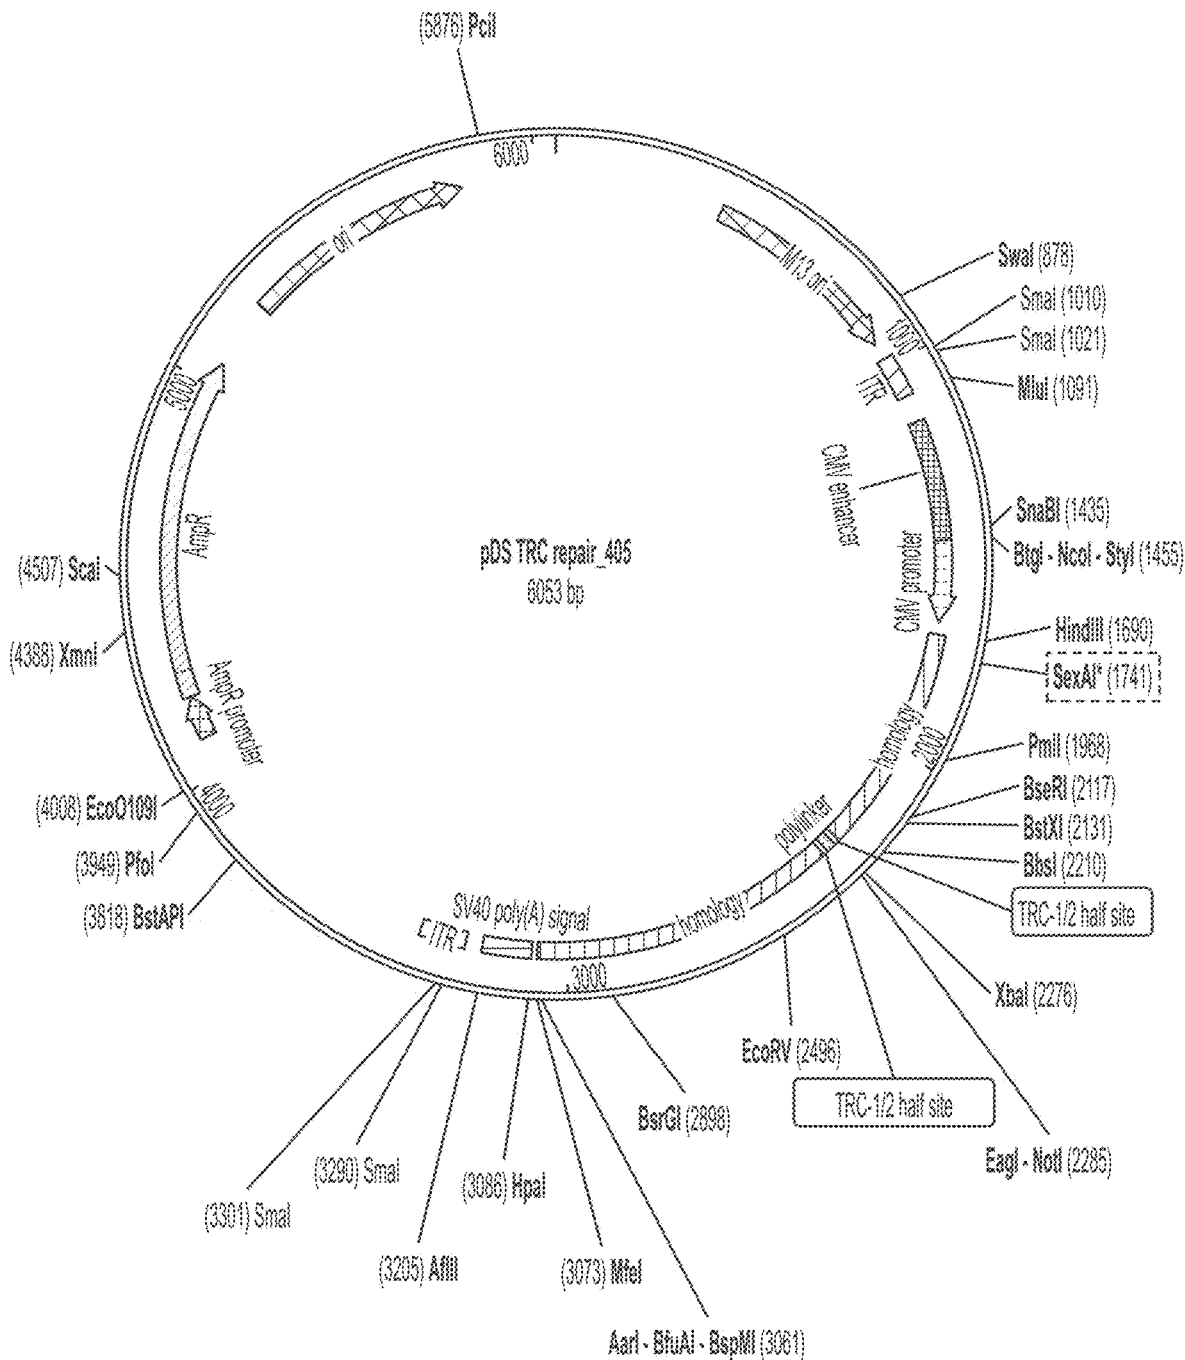 (5876) PciI
6000
ori
M13 ori
SwaI (878)
SmaI (1010)
SmaI (1021)
1000
ITR
MluI (1091)
5000
CMV enhancer
SnaBI (1435)
AmpR
pDS TRC repair_405
6053 bp
BtgI - NcoI - StyI (1455)
CMV promoter
(4507) ScaI
HindIII (1690)
(4388) XmnI
SexAI* (1741)
AmpR promoter
homology
2000
PmlI (1968)
BseRI (2117)
(4008) EcoO109I
4000
polylinker
BstXI (2131)
(3949) PfoI
BbsI (2210)
(3818) BstAPI
SV40 poly(A) signal
homology
TRC-1/2 half site
ITR
3000
XbaI (2276)
EcoRV (2496)
TRC-1/2 half site
BsrGI (2898)
EagI - NotI (2285)
(3290) SmaI
(3086) HpaI
(3301) SmaI
(3205) AflII
(3073) MfeI
AarI - BfuAI - BspMI (3061)